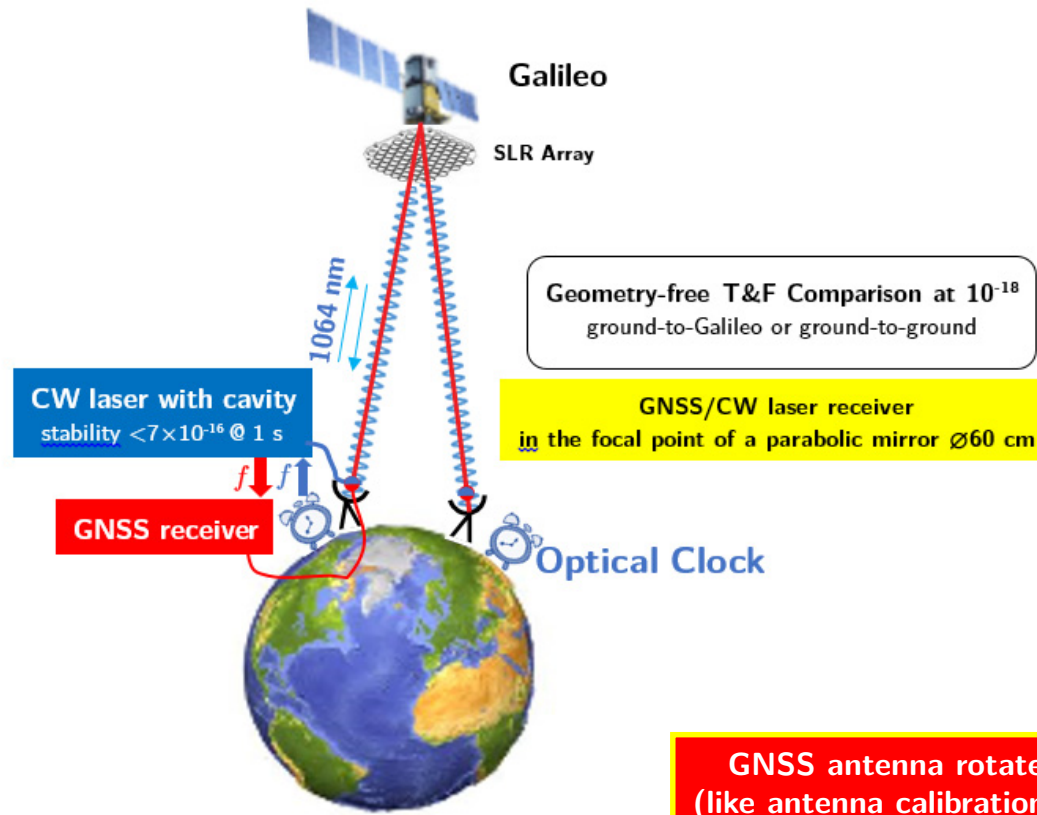 Galileo
SLR Array
1064 nm
Geometry-free T&F Comparison at 10⁻¹⁸
ground-to-Galileo or ground-to-ground
CW laser with cavity
stability <7×10⁻¹⁶ @ 1 s
GNSS/CW laser receiver
in the focal point of a parabolic mirror ⌀60 cm
f f
GNSS receiver
Optical Clock
GNSS antenna rotate
(like antenna calibration